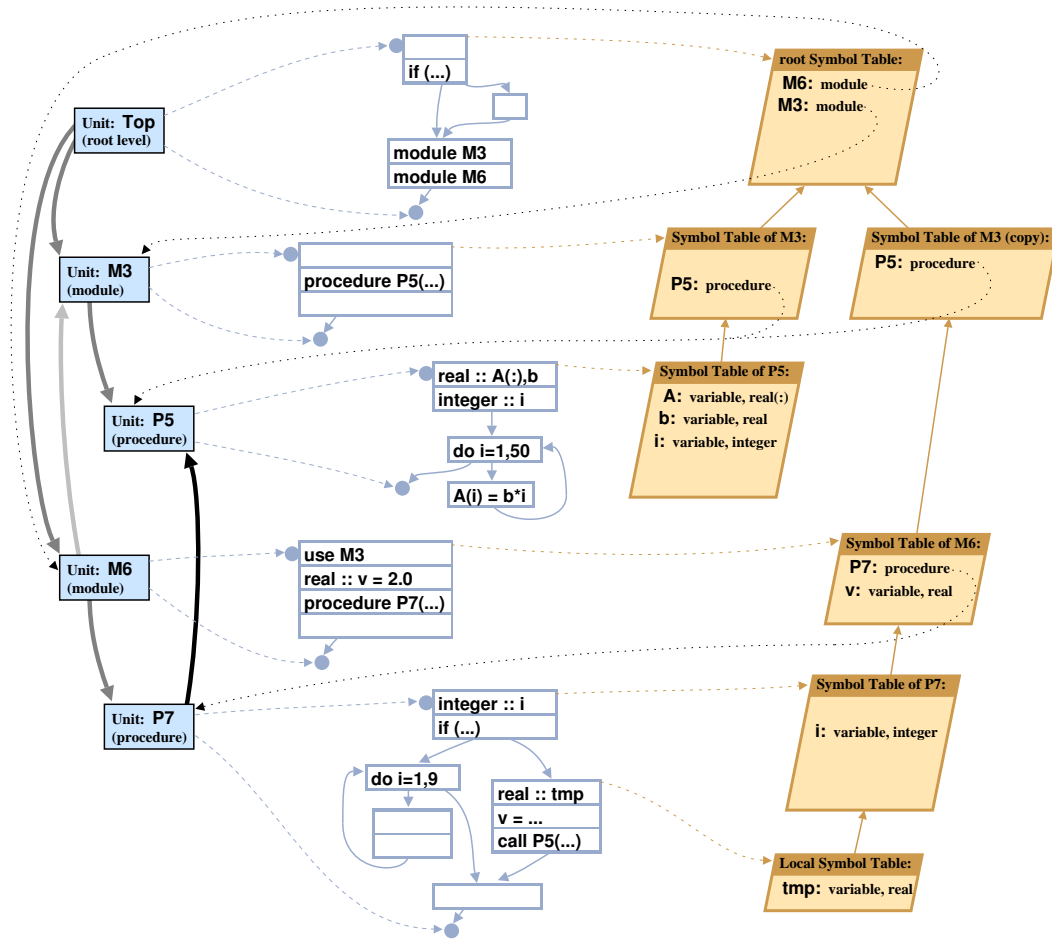 if (...)
root Symbol Table:
M6: module
M3: module
Unit: Top
(root level)
module M3
module M6
Unit: M3
(module)
procedure P5(...)
Symbol Table of M3:
P5: procedure
Symbol Table of M3 (copy):
P5: procedure
Unit: P5
(procedure)
real :: A(:),b
integer :: i
do i=1,50
A(i) = b*i
Symbol Table of P5:
A: variable, real(:)
b: variable, real
i: variable, integer
Unit: M6
(module)
use M3
real :: v = 2.0
procedure P7(...)
Symbol Table of M6:
P7: procedure
v: variable, real
Unit: P7
(procedure)
integer :: i
if (...)
do i=1,9
real :: tmp
v = ...
call P5(...)
Symbol Table of P7:
i: variable, integer
Local Symbol Table:
tmp: variable, real